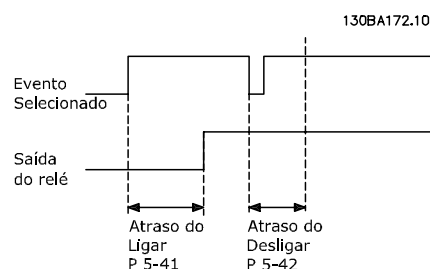 130BA172.10
Evento
Selecionado
Saída
do relé
Atraso do
Ligar
P 5-41
Atraso do
Desligar
P 5-42